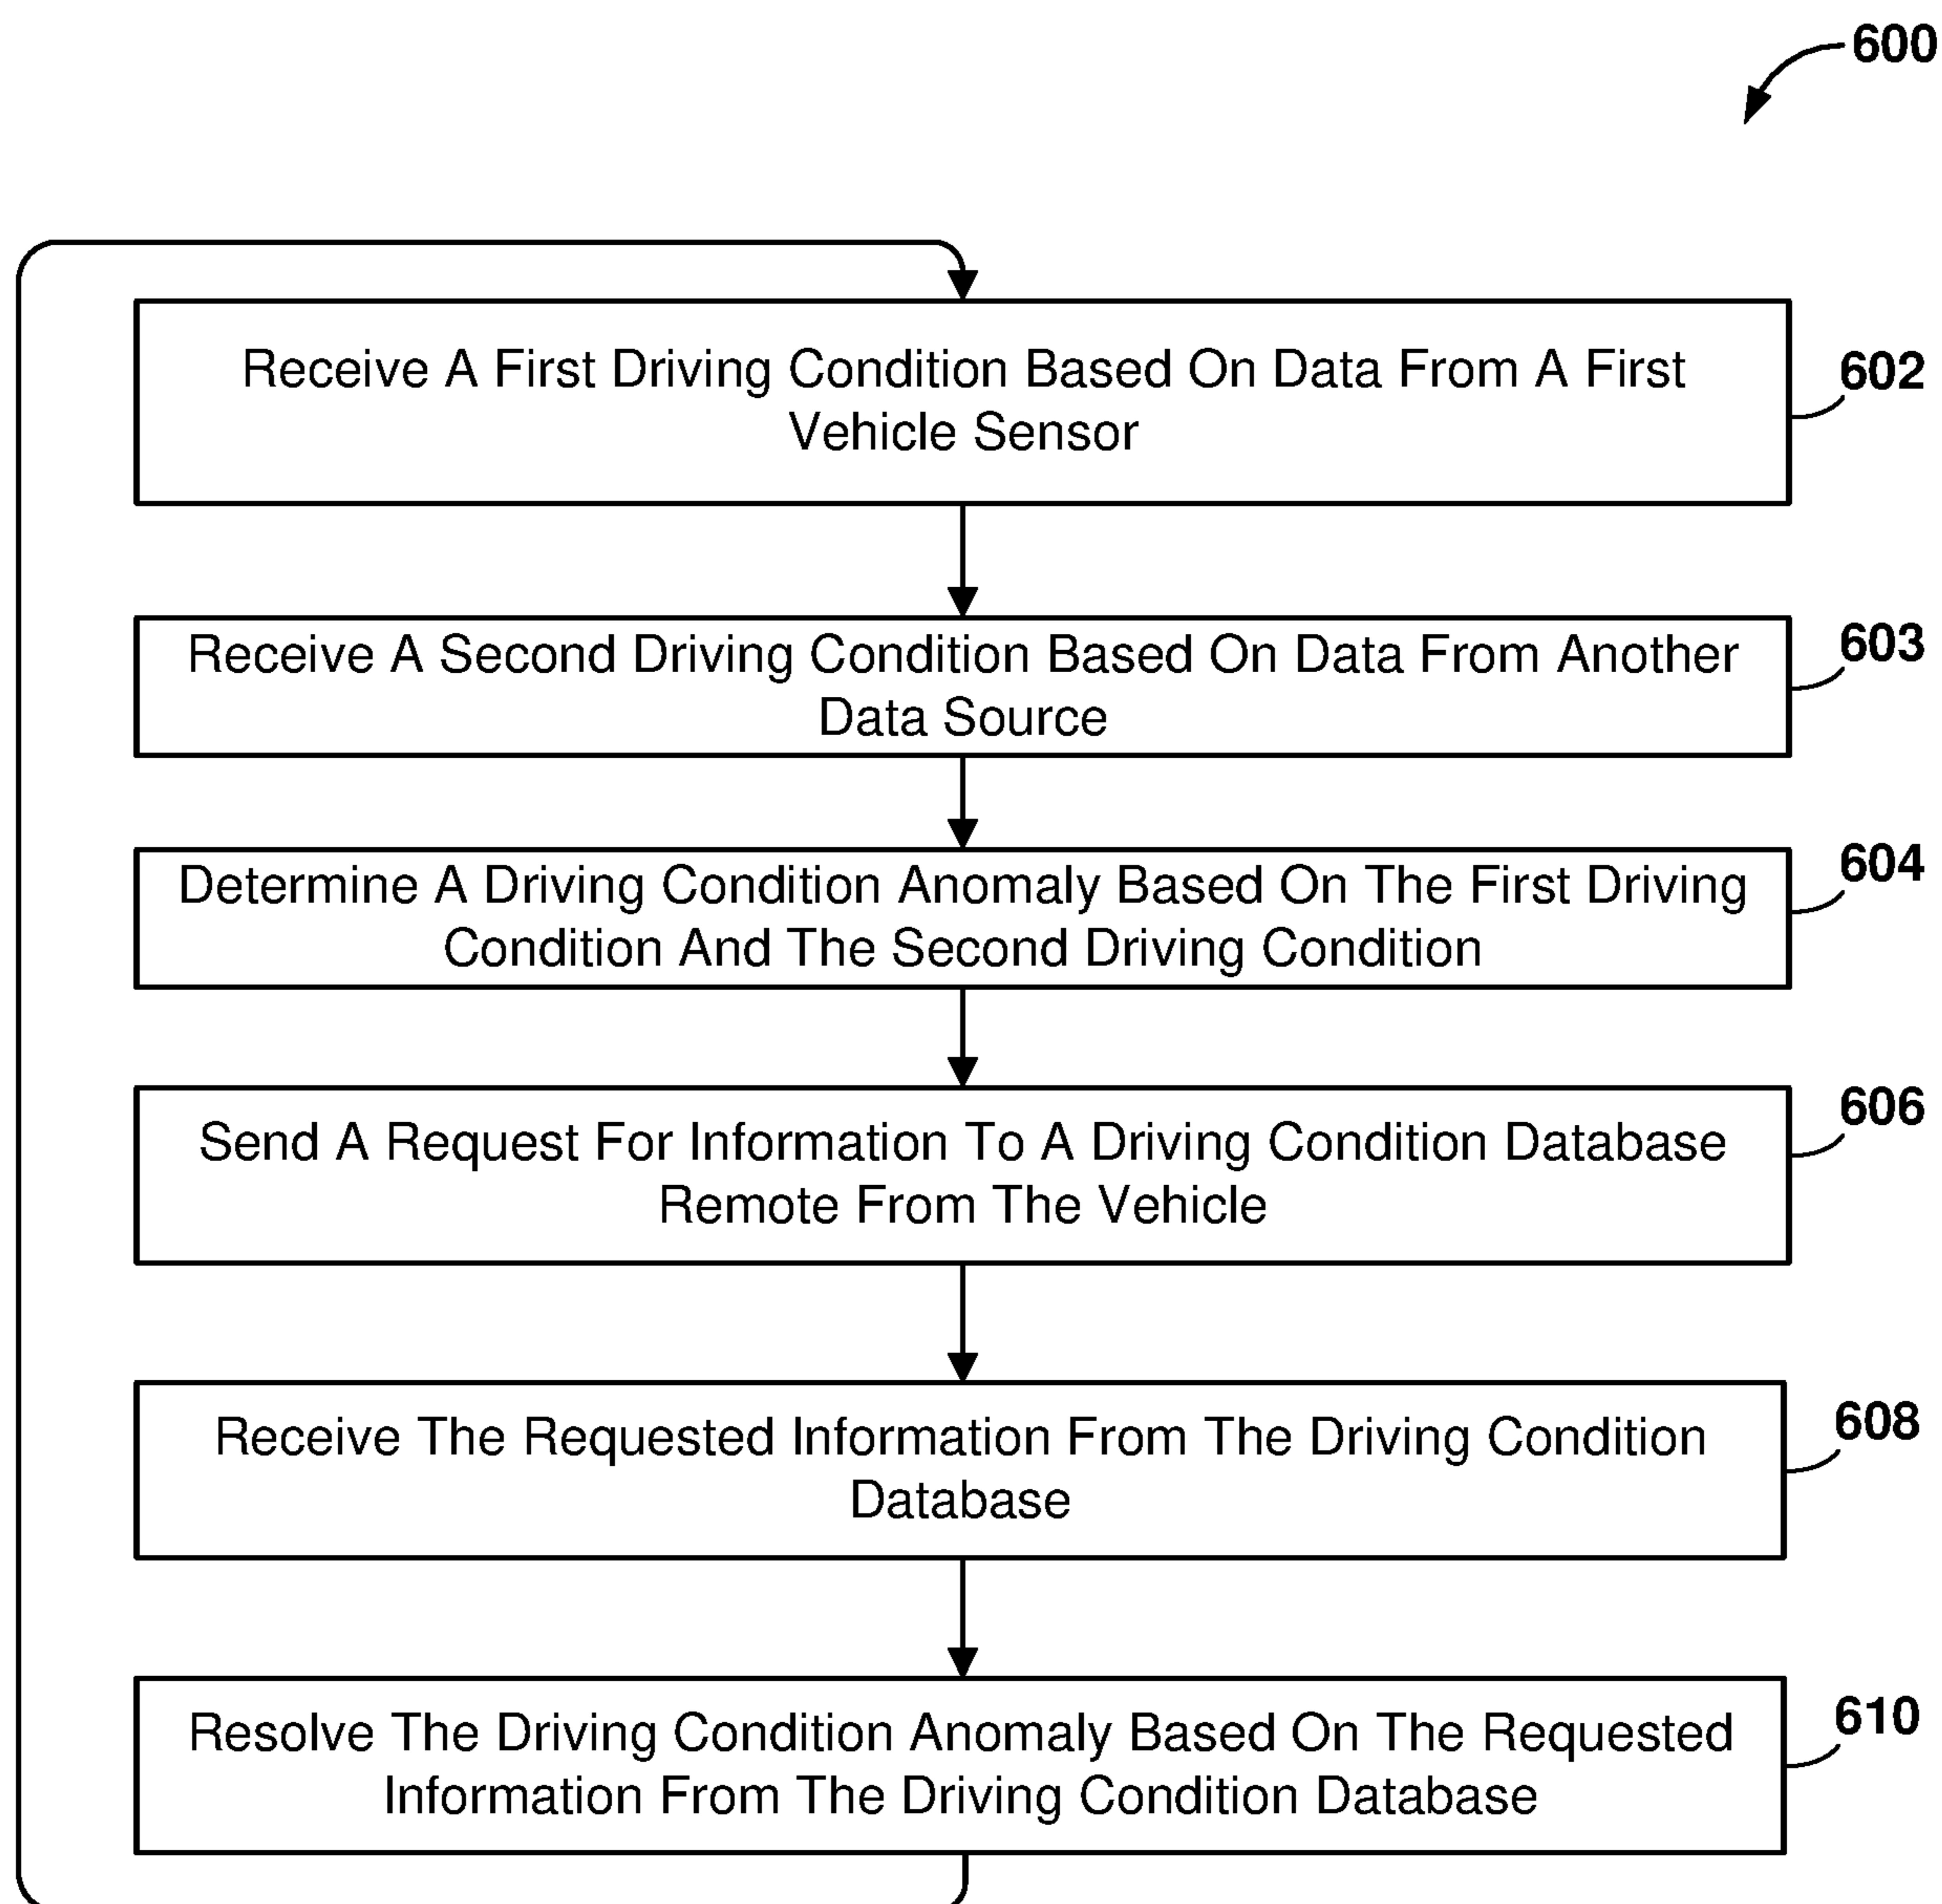 600
Receive A First Driving Condition Based On Data From A First
Vehicle Sensor
602
Receive A Second Driving Condition Based On Data From Another
Data Source
603
Determine A Driving Condition Anomaly Based On The First Driving
Condition And The Second Driving Condition
604
Send A Request For Information To A Driving Condition Database
Remote From The Vehicle
606
Receive The Requested Information From The Driving Condition
Database
608
Resolve The Driving Condition Anomaly Based On The Requested
Information From The Driving Condition Database
610